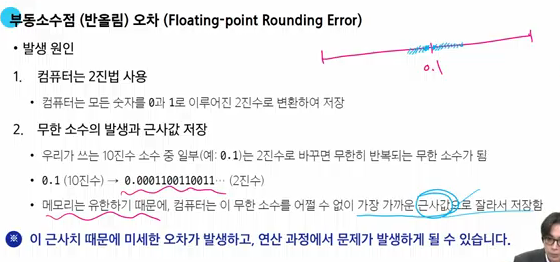 부동소수점 (반올림) 오차 (Floating-point Rounding Error)
• 발생 원인
0.1
1. 컴퓨터는 2진법 사용
• 컴퓨터는 모든 숫자를 0과 1로 이루어진 2진수로 변환하여 저장
2. 무한 소수의 발생과 근사값 저장
• 우리가 쓰는 10진수 소수 중 일부(예: 0.1)는 2진수로 바꾸면 무한히 반복되는 무한 소수가 됨
• 0.1 (10진수) → 0.0001100110011… (2진수)
• 메모리는 유한하기 때문에, 컴퓨터는 이 무한 소수를 어쩔 수 없이 가장 가까운 근사값으로 잘라서 저장함
※ 이 근사치 때문에 미세한 오차가 발생하고, 연산 과정에서 문제가 발생하게 될 수 있습니다.